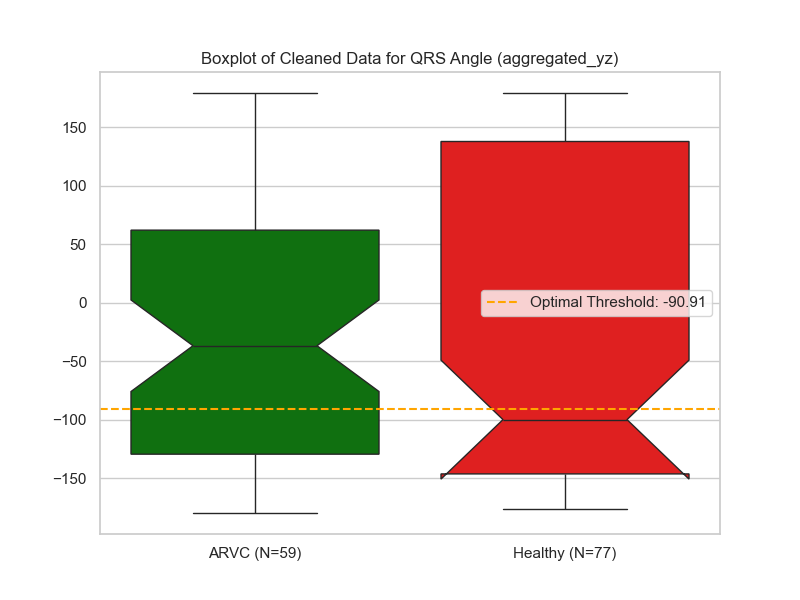 Boxplot of Cleaned Data for QRS Angle (aggregated_yz)
150
100
50
0
−50
−100
−150
Optimal Threshold: -90.91
ARVC (N=59)
Healthy (N=77)